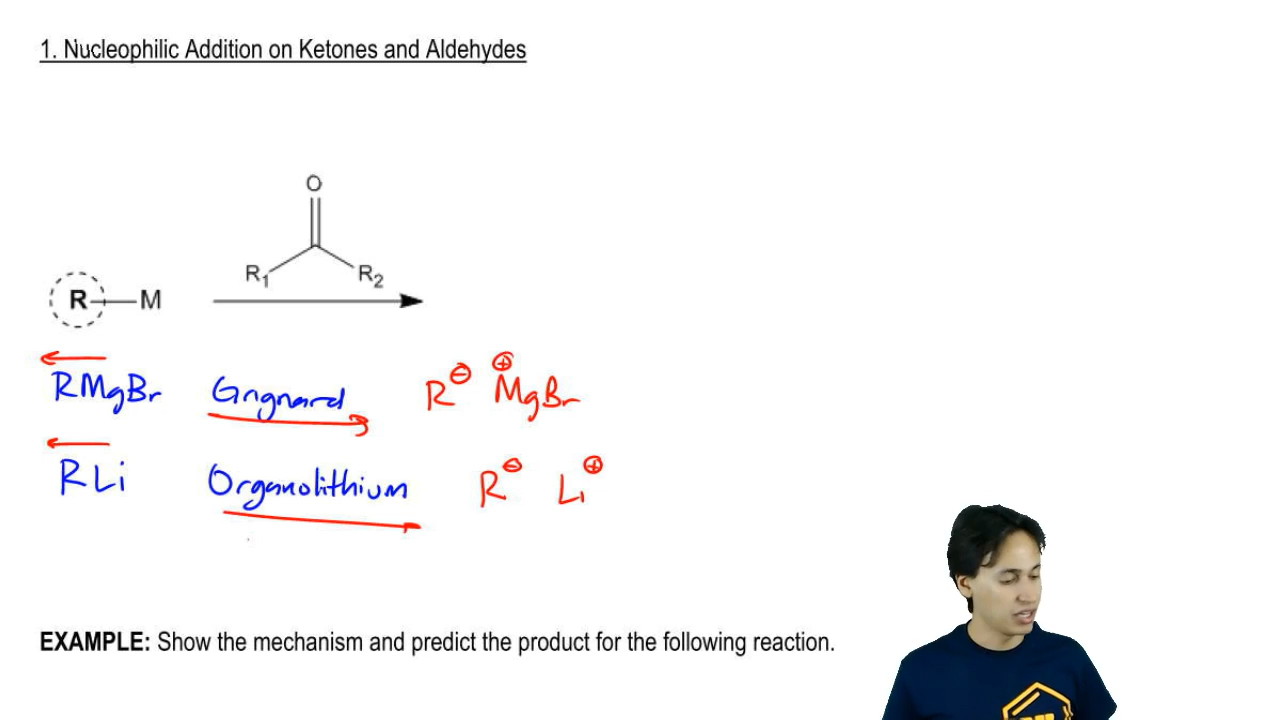 1. Nucleophilic Addition on Ketones and Aldehydes
O
R1 R2
R—M
RMgBr Grignard R⊖ ⊕MgBr
RLi Organolithium R⊖ Li⊕
EXAMPLE: Show the mechanism and predict the product for the following reaction.